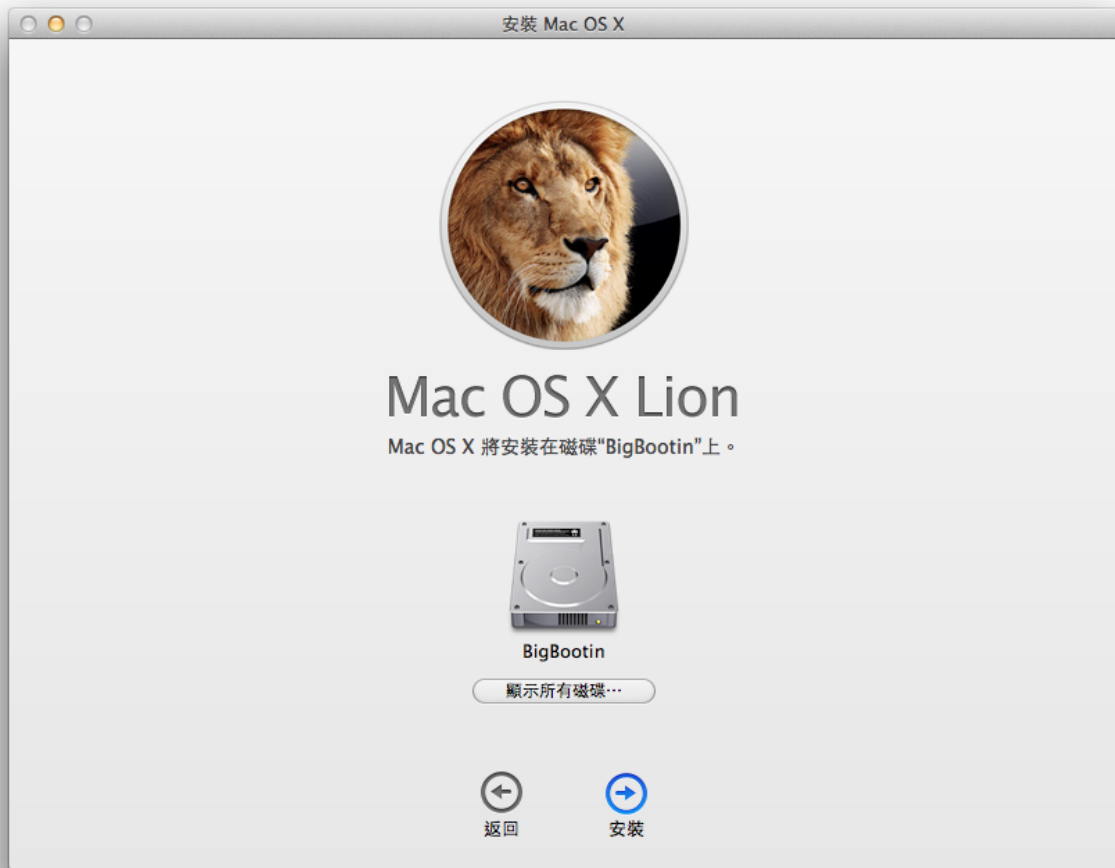 安裝 Mac OS X
Mac OS X Lion
Mac OS X 將安裝在磁碟“BigBootin”上。
BigBootin
顯示所有磁碟⋯
返回
安裝